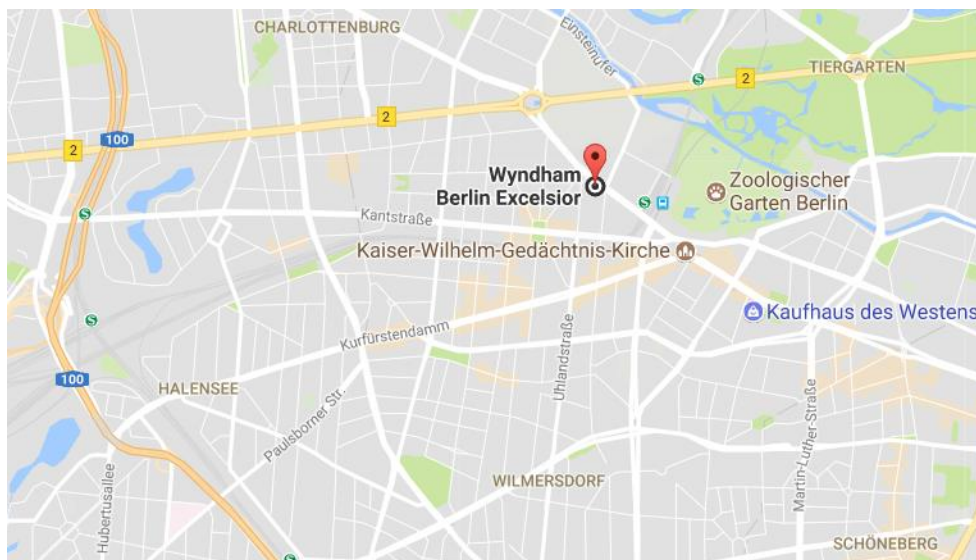 CHARLOTTENBURG
Einsteinufer
TIERGARTEN
S
2
2
2
100
Wyndham
Berlin Excelsior
Zoologischer
Garten Berlin
S
S
Kantstraße
Kaiser-Wilhelm-Gedächtnis-Kirche
Kaufhaus des Westens
S
Kurfürstendamm
Uhlandstraße
100
HALENSEE
Paulsborner Str.
Martin-Luther-Straße
WILMERSDORF
Hubertusallee
SCHÖNEBERG
S